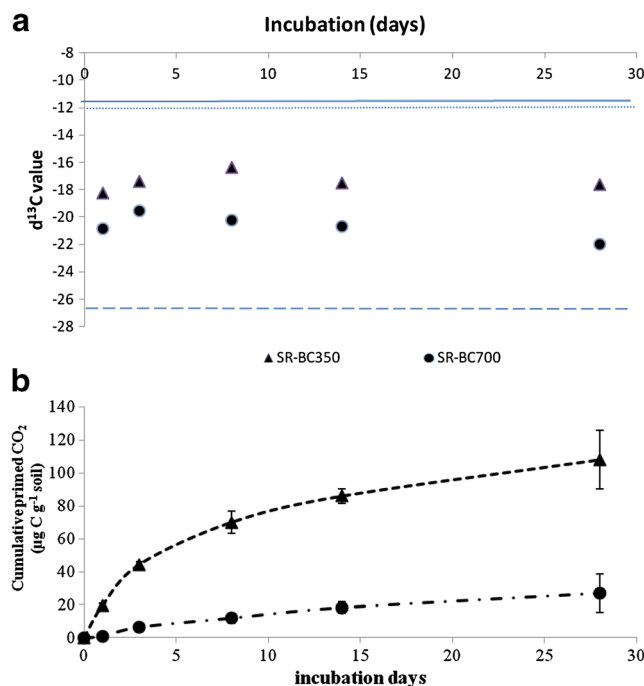 a
Incubation (days)
-8
0 5 10 15 20 25 30
-10
-12
-14
-16
-18
-20
-22
-24
-26
-28
d¹³C value
SR-BC350 SR-BC700
b
140
120
100
80
60
40
20
0
Cumulative primed CO₂
(µg C g⁻¹ soil)
0 5 10 15 20 25 30
incubation days